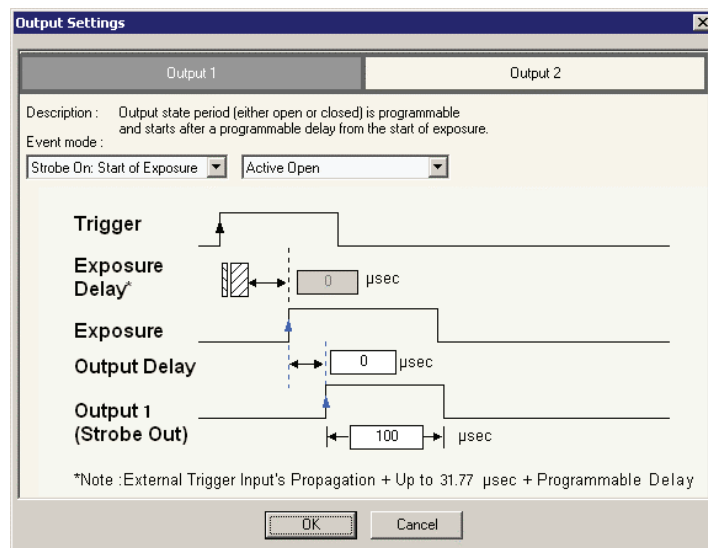 Output Settings
Output 1
Output 2
Description : Output state period (either open or closed) is programmable
and starts after a programmable delay from the start of exposure.
Event mode :
Strobe On: Start of Exposure
Active Open
Trigger
Exposure
Delay*
0 µsec
Exposure
Output Delay
0 µsec
Output 1
(Strobe Out)
100 µsec
*Note :External Trigger Input's Propagation + Up to 31.77 µsec + Programmable Delay
OK
Cancel